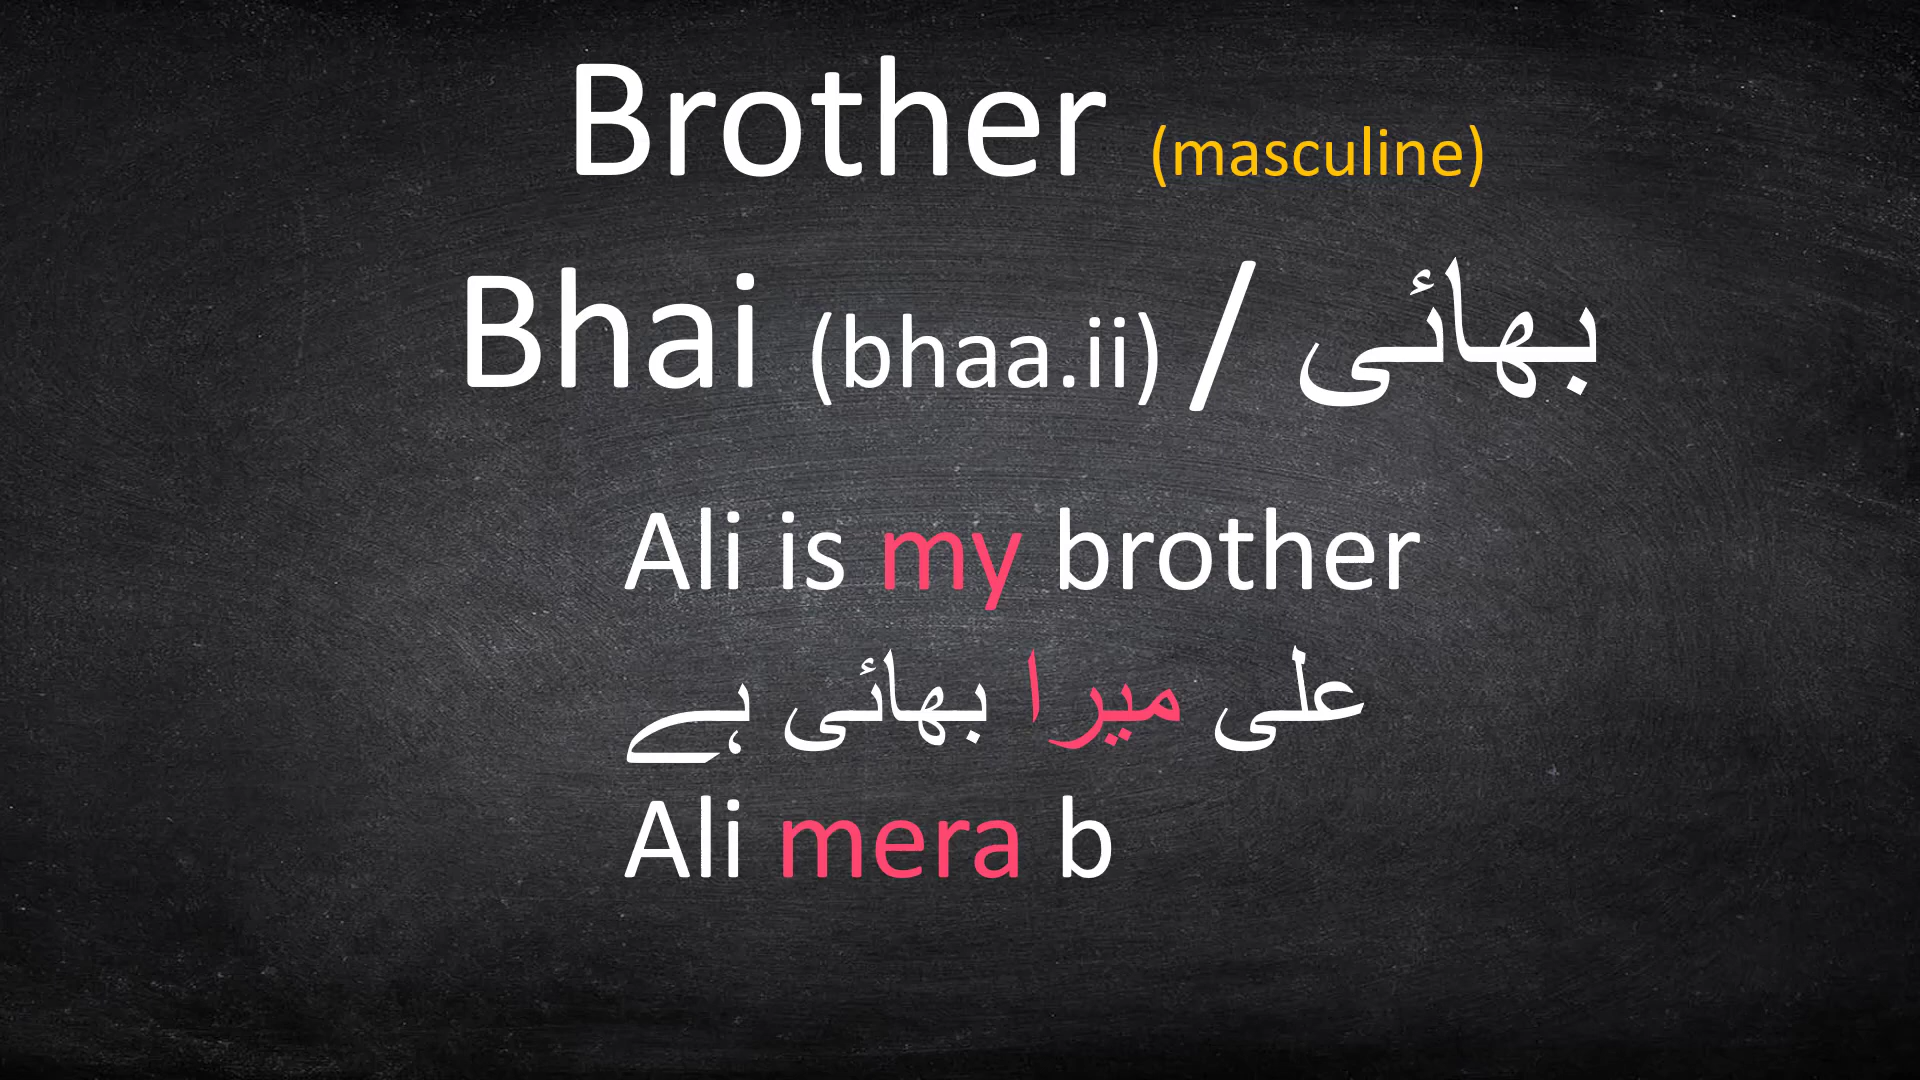 Brother (masculine)
Bhai (bhaa.ii) / بھائی
Ali is my brother
علی میرا بھائی ہے
Ali mera b